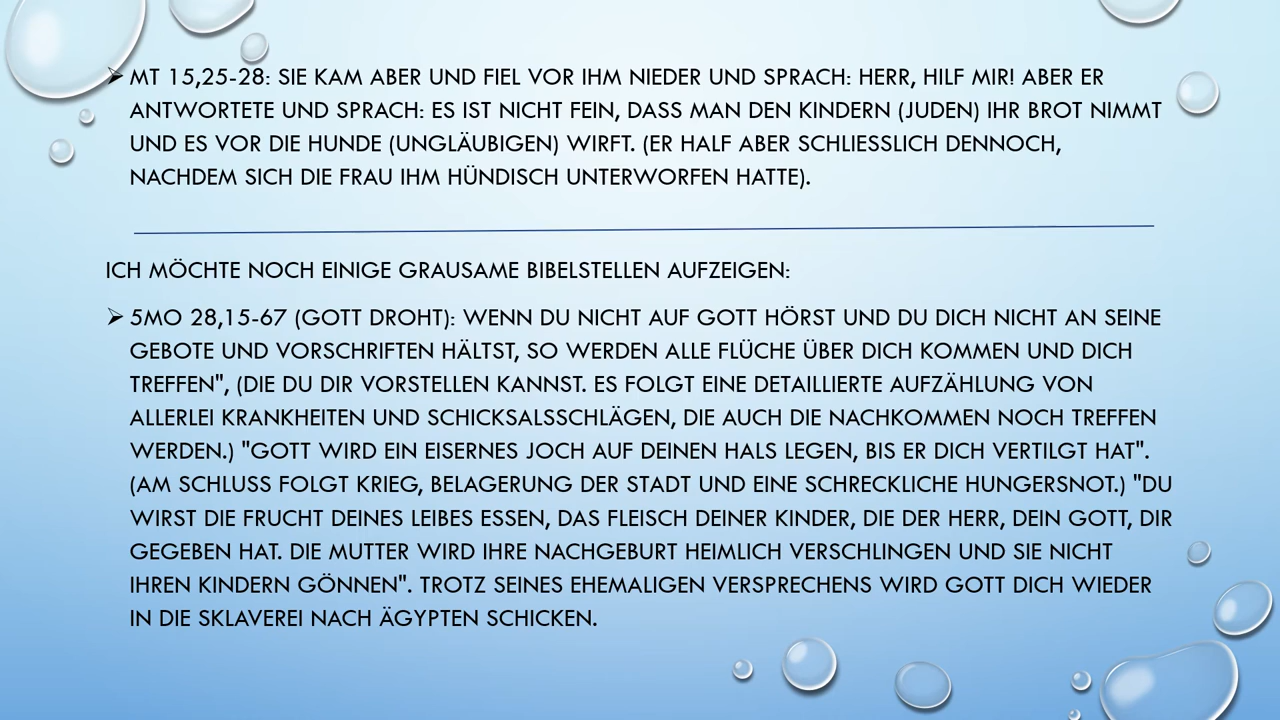 ➢ MT 15,25-28: SIE KAM ABER UND FIEL VOR IHM NIEDER UND SPRACH: HERR, HILF MIR! ABER ER
ANTWORTETE UND SPRACH: ES IST NICHT FEIN, DASS MAN DEN KINDERN (JUDEN) IHR BROT NIMMT
UND ES VOR DIE HUNDE (UNGLÄUBIGEN) WIRFT. (ER HALF ABER SCHLIESSLICH DENNOCH,
NACHDEM SICH DIE FRAU IHM HÜNDISCH UNTERWORFEN HATTE).
ICH MÖCHTE NOCH EINIGE GRAUSAME BIBELSTELLEN AUFZEIGEN:
➢ 5MO 28,15-67 (GOTT DROHT): WENN DU NICHT AUF GOTT HÖRST UND DU DICH NICHT AN SEINE
GEBOTE UND VORSCHRIFTEN HÄLTST, SO WERDEN ALLE FLÜCHE ÜBER DICH KOMMEN UND DICH
TREFFEN", (DIE DU DIR VORSTELLEN KANNST. ES FOLGT EINE DETAILLIERTE AUFZÄHLUNG VON
ALLERLEI KRANKHEITEN UND SCHICKSALSSCHLÄGEN, DIE AUCH DIE NACHKOMMEN NOCH TREFFEN
WERDEN.) "GOTT WIRD EIN EISERNES JOCH AUF DEINEN HALS LEGEN, BIS ER DICH VERTILGT HAT".
(AM SCHLUSS FOLGT KRIEG, BELAGERUNG DER STADT UND EINE SCHRECKLICHE HUNGERSNOT.) "DU
WIRST DIE FRUCHT DEINES LEIBES ESSEN, DAS FLEISCH DEINER KINDER, DIE DER HERR, DEIN GOTT, DIR
GEGEBEN HAT. DIE MUTTER WIRD IHRE NACHGEBURT HEIMLICH VERSCHLINGEN UND SIE NICHT
IHREN KINDERN GÖNNEN". TROTZ SEINES EHEMALIGEN VERSPRECHENS WIRD GOTT DICH WIEDER
IN DIE SKLAVEREI NACH ÄGYPTEN SCHICKEN.